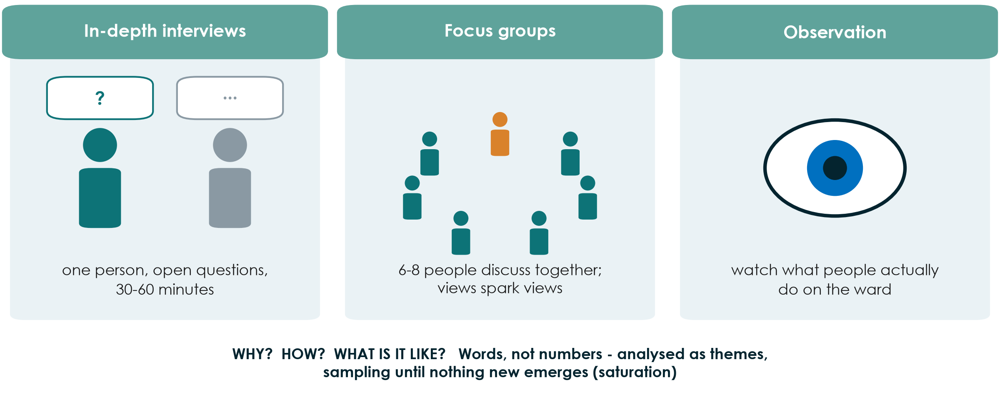 In-depth interviews
?
...
one person, open questions,
30-60 minutes
Focus groups
6-8 people discuss together;
views spark views
Observation
watch what people actually
do on the ward
WHY?  HOW?  WHAT IS IT LIKE?   Words, not numbers - analysed as themes,
sampling until nothing new emerges (saturation)